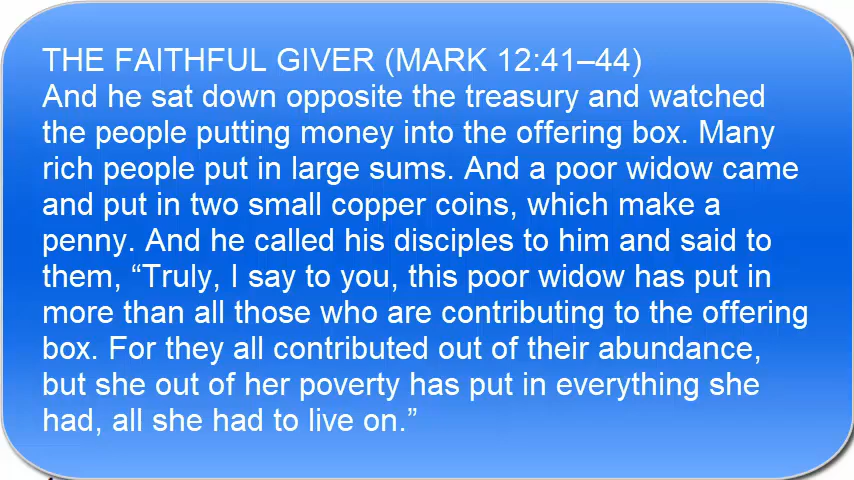 THE FAITHFUL GIVER (MARK 12:41–44)
And he sat down opposite the treasury and watched
the people putting money into the offering box. Many
rich people put in large sums. And a poor widow came
and put in two small copper coins, which make a
penny. And he called his disciples to him and said to
them, “Truly, I say to you, this poor widow has put in
more than all those who are contributing to the offering
box. For they all contributed out of their abundance,
but she out of her poverty has put in everything she
had, all she had to live on.”